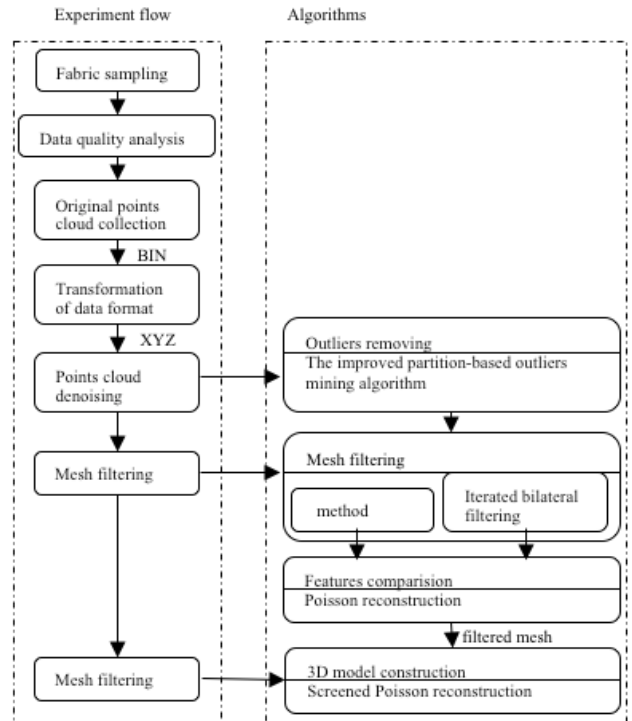 Experiment flow
Algorithms
Fabric sampling
Data quality analysis
Original points
cloud collection
BIN
Transformation
of data format
XYZ
Points cloud
denoising
Mesh filtering
Mesh filtering
Outliers removing
The improved partition-based outliers
mining algorithm
Mesh filtering
method
Iterated bilateral
filtering
Features comparision
Poisson reconstruction
filtered mesh
3D model construction
Screened Poisson reconstruction